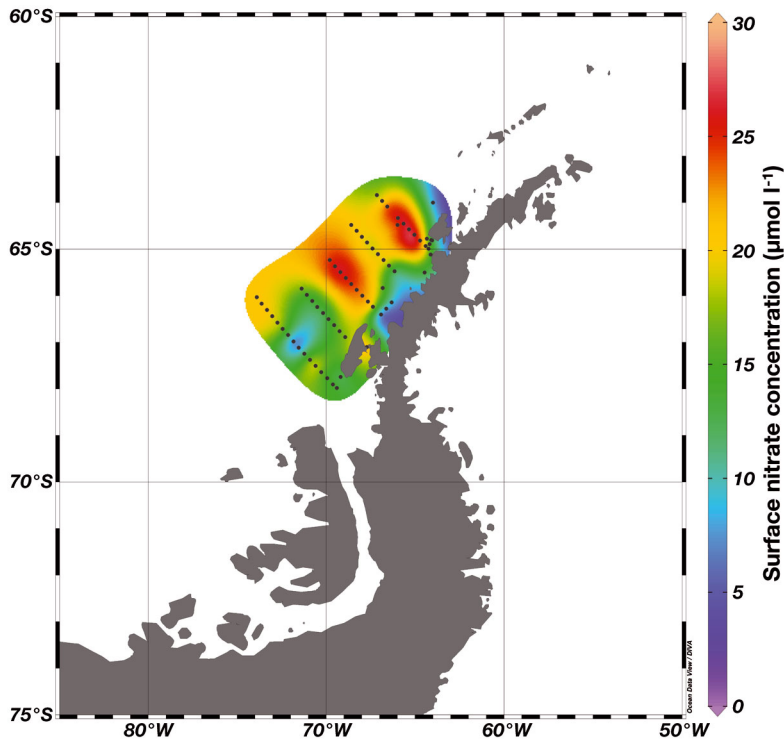 60°S
65°S
70°S
75°S
80°W
70°W
60°W
50°W
30
25
20
15
10
5
0
Surface nitrate concentration (μmol l⁻¹)
Ocean Data View / DIVA